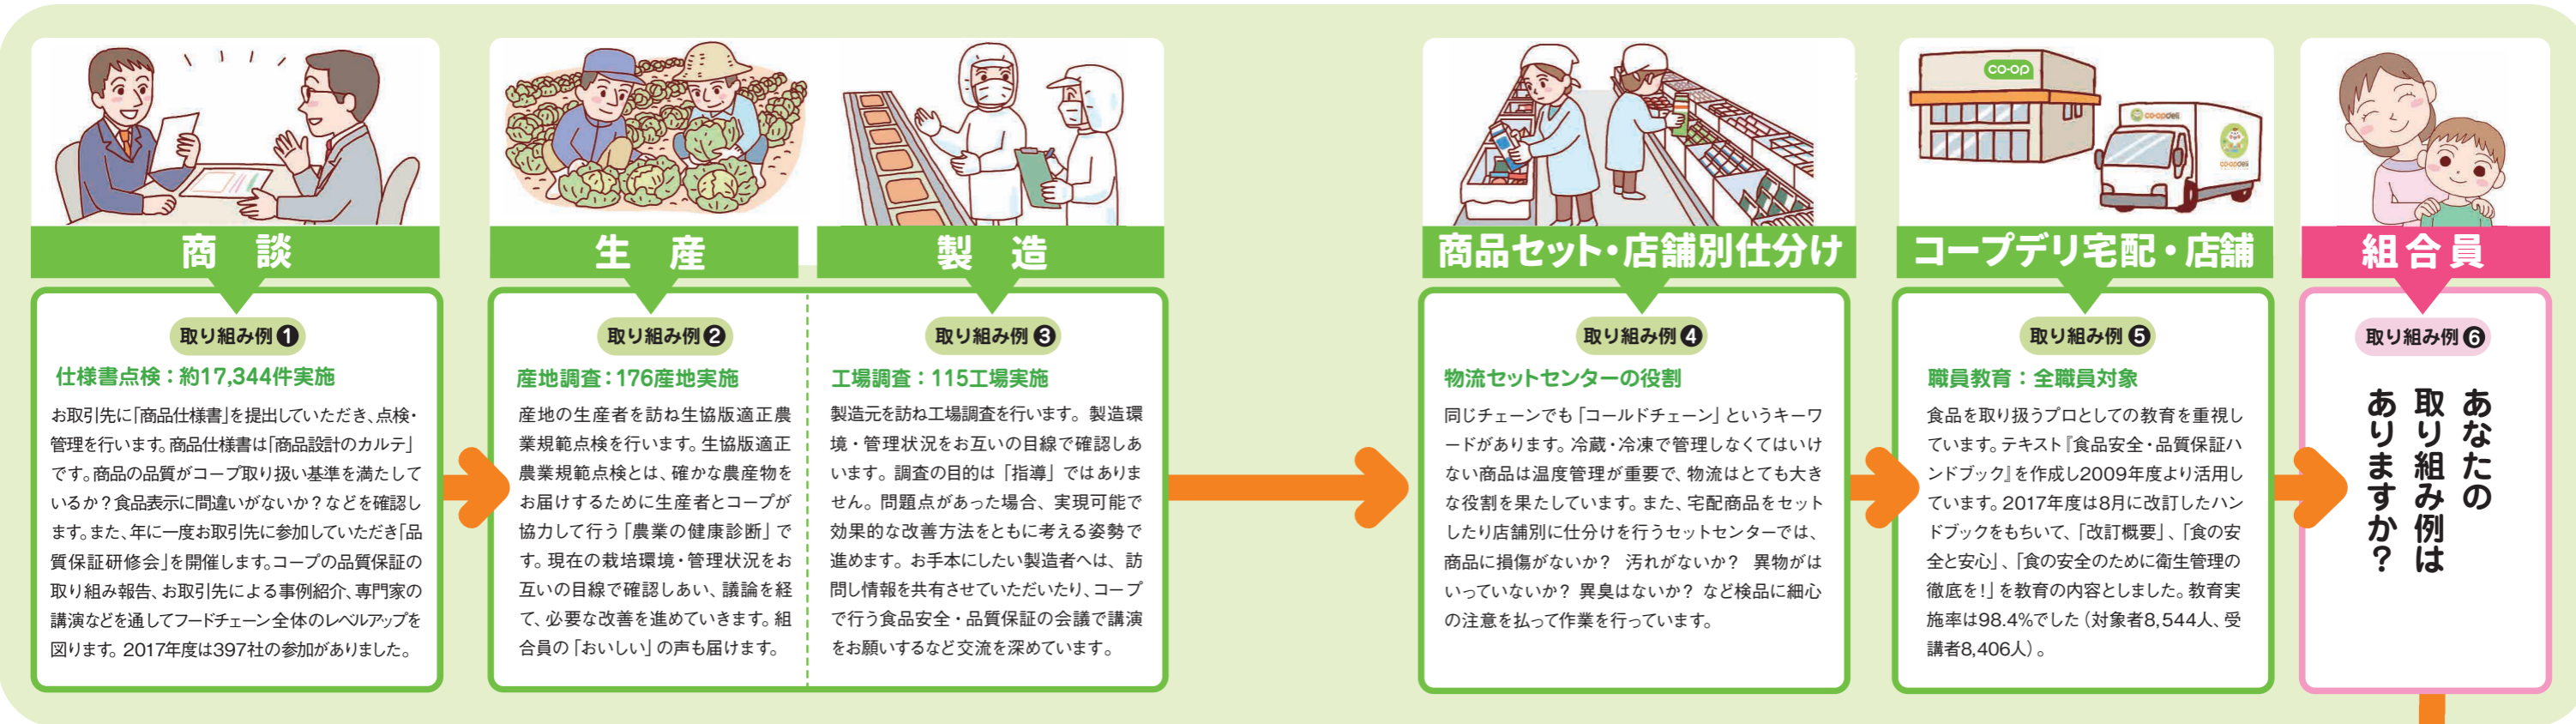 商談
取り組み例❶
仕様書点検：約17,344件実施
お取引先に「商品仕様書」を提出していただき、点検・
管理を行います。商品仕様書は「商品設計のカルテ」
です。商品の品質がコープ取り扱い基準を満たして
いるか？食品表示に間違いがないか？などを確認し
ます。また、年に一度お取引先に参加していただき「品
質保証研修会」を開催します。コープの品質保証の
取り組み報告、お取引先による事例紹介、専門家の
講演などを通してフードチェーン全体のレベルアップを
図ります。2017年度は397社の参加がありました。
生産
取り組み例❷
産地調査：176産地実施
産地の生産者を訪ね生協版適正農
業規範点検を行います。生協版適正
農業規範点検とは、確かな農産物を
お届けするために生産者とコープが
協力して行う「農業の健康診断」で
す。現在の栽培環境・管理状況をお
互いの目線で確認しあい、議論を経
て、必要な改善を進めていきます。組
合員の「おいしい」の声も届けます。
製造
取り組み例❸
工場調査：115工場実施
製造元を訪ね工場調査を行います。製造環
境・管理状況をお互いの目線で確認しあ
います。調査の目的は「指導」ではありま
せん。問題点があった場合、実現可能で
効果的な改善方法をともに考える姿勢で
進めます。お手本にしたい製造者へは、訪
問し情報を共有させていただいたり、コープ
で行う食品安全・品質保証の会議で講演
をお願いするなど交流を深めています。
商品セット・店舗別仕分け
取り組み例❹
物流セットセンターの役割
同じチェーンでも「コールドチェーン」というキーワ
ードがあります。冷蔵・冷凍で管理しなくてはいけ
ない商品は温度管理が重要で、物流はとても大き
な役割を果たしています。また、宅配商品をセット
したり店舗別に仕分けを行うセットセンターでは、
商品に損傷がないか？ 汚れがないか？ 異物がは
いっていないか？ 異臭はないか？ など検品に細心
の注意を払って作業を行っています。
co-op
co-opdeli
co-opdeli
コープデリ宅配・店舗
取り組み例❺
職員教育：全職員対象
食品を取り扱うプロとしての教育を重視し
ています。テキスト『食品安全・品質保証ハ
ンドブック』を作成し2009年度より活用し
ています。2017年度は8月に改訂したハン
ドブックをもちいて、「改訂概要」、「食の安
全と安心」、「食の安全のために衛生管理の
徹底を！」を教育の内容としました。教育実
施率は98.4%でした（対象者8,544人、受
講者8,406人）。
組合員
取り組み例❻
あなたの
取り組み例は
ありますか？